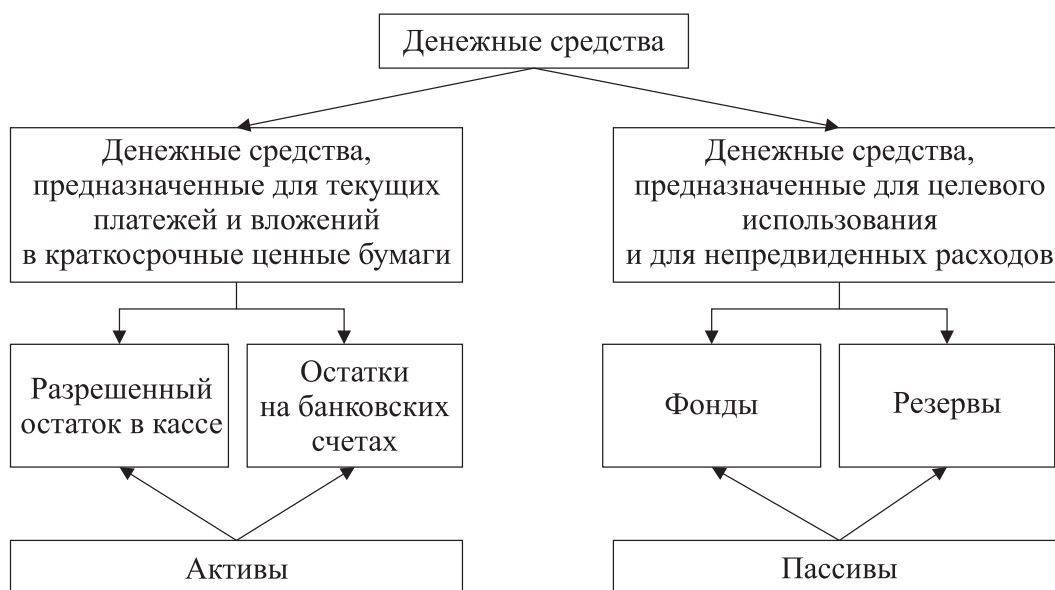 Денежные средства
Денежные средства,
предназначенные для текущих
платежей и вложений
в краткосрочные ценные бумаги
Денежные средства,
предназначенные для целевого
использования
и для непредвиденных расходов
Разрешенный
остаток в кассе
Остатки
на банковских
счетах
Фонды
Резервы
Активы
Пассивы